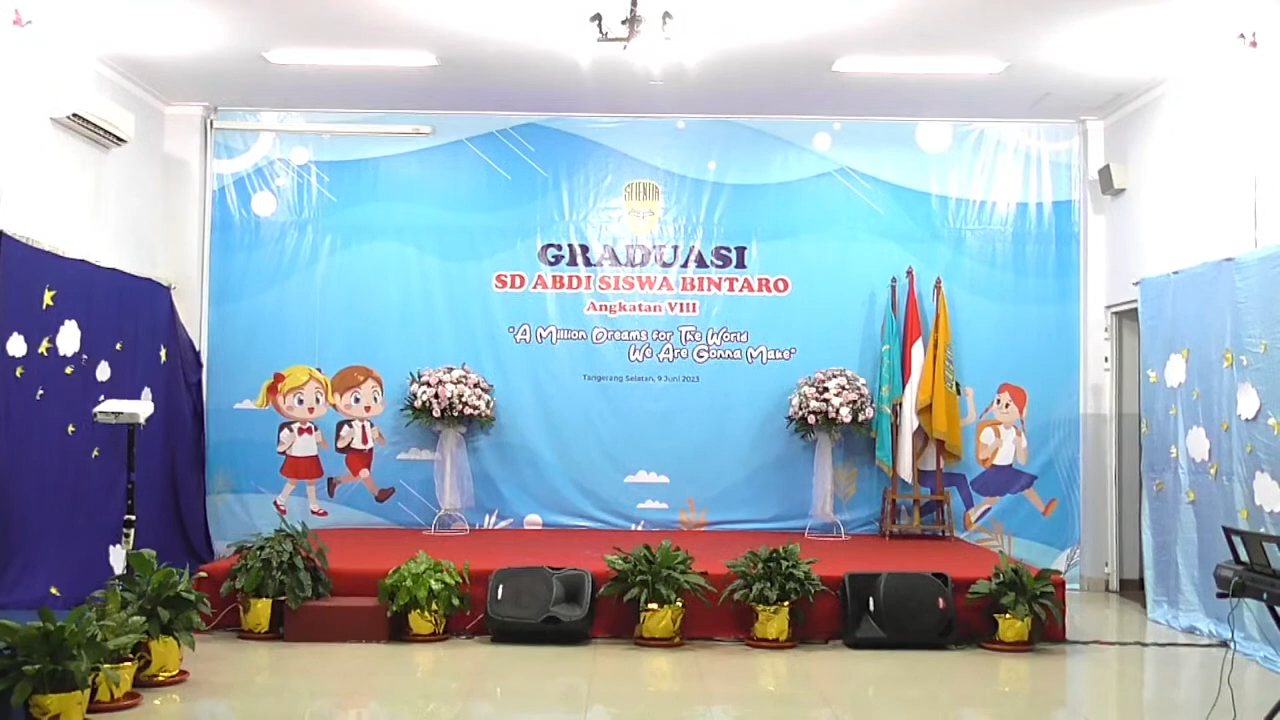 SCIENTIA
GRADUASI
SD ABDI SISWA BINTARO
Angkatan VIII
"A Million Dreams for The World
We Are Gonna Make"
Tangerang Selatan, 9 Juni 2023